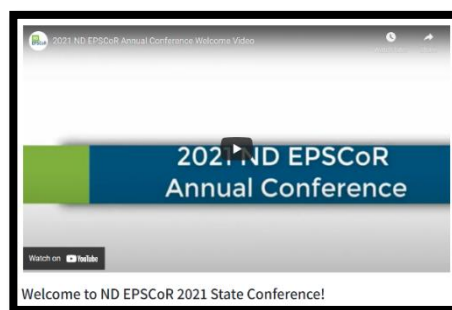 2021 ND EPSCoR Annual Conference Welcome Video
2021 ND EPSCoR
Annual Conference
Watch on YouTube
Welcome to ND EPSCoR 2021 State Conference!